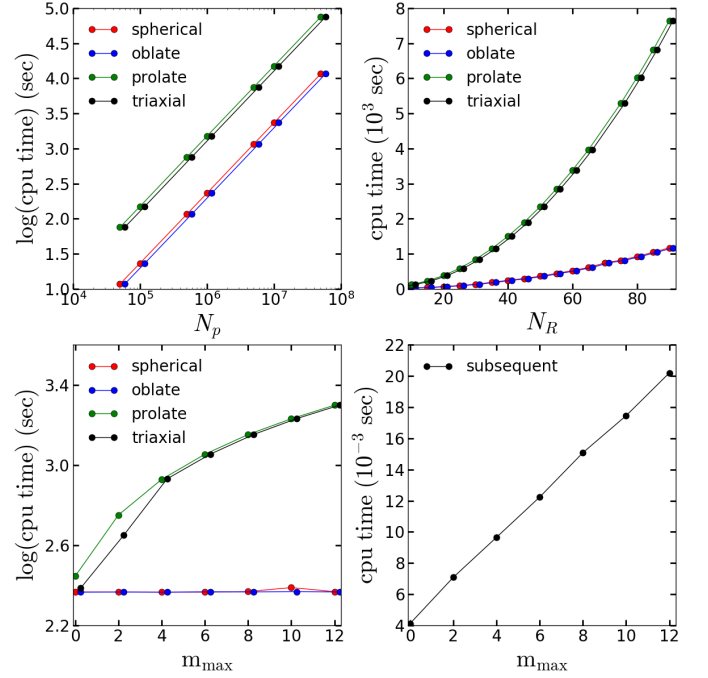 5.0
4.5
4.0
3.5
3.0
2.5
2.0
1.5
1.0
log(cpu time) (sec)
spherical
oblate
prolate
triaxial
10^4
10^5
10^6
10^7
10^8
N_p
8
7
6
5
4
3
2
1
0
cpu time (10^3 sec)
spherical
oblate
prolate
triaxial
20
40
60
80
N_R
3.4
3.0
2.6
2.2
log(cpu time) (sec)
spherical
oblate
prolate
triaxial
0
2
4
6
8
10
12
m_max
22
20
18
16
14
12
10
8
6
4
cpu time (10^−3 sec)
subsequent
0
2
4
6
8
10
12
m_max